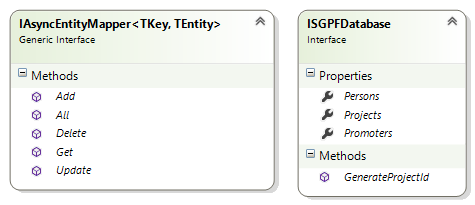 IAsyncEntityMapper<TKey, TEntity>
Generic Interface
Methods
Add
All
Delete
Get
Update
ISGPFDatabase
Interface
Properties
Persons
Projects
Promoters
Methods
GenerateProjectId